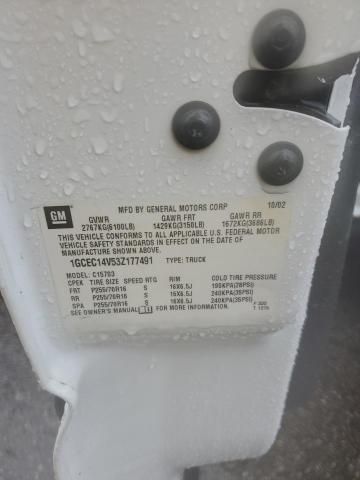 GM
MFD BY GENERAL MOTORS CORP 10/02
GVWR GAWR FRT GAWR RR
2767KG(6100LB) 1429KG(3150LB) 1672KG(3686LB)
THIS VEHICLE CONFORMS TO ALL APPLICABLE U.S. FEDERAL MOTOR
VEHICLE SAFETY STANDARDS IN EFFECT ON THE DATE OF
MANUFACTURE SHOWN ABOVE.
1GCEC14V53Z177491 TYPE: TRUCK
MODEL: C15703
TIRE SIZE SPEED RTG RIM COLD TIRE PRESSURE
FRT P255/70R16 S 16X6.5J
RR P255/70R16 S 16X6.5J 240KPA(35PSI)
SPA P255/70R16 S 16X6.5J 240KPA(35PSI)
SEE OWNER'S MANUAL FOR MORE INFORMATION.